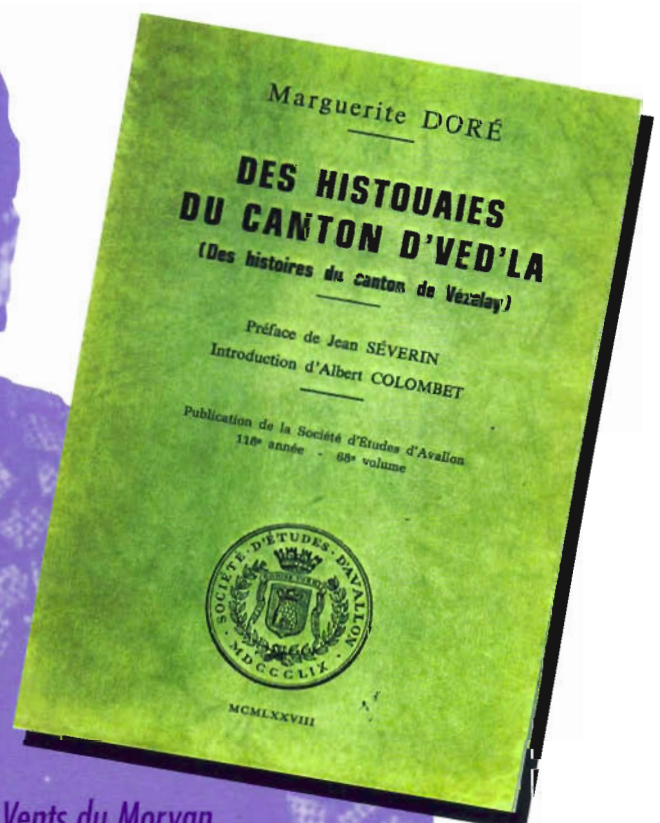 Marguerite DORÉ
DES HISTOUAIES
DU CANTON D'VED'LA
(Des histoires du canton de Vézelay)
Préface de Jean SÉVERIN
Introduction d'Albert COLOMBET
Publication de la Société d'Études d'Avallon
118e année - 68e volume
SOCIÉTÉ·D'ÉTUDES·D'AVALLON
MDCCCLIX
MCMLXXVIII
Vents du Morvan